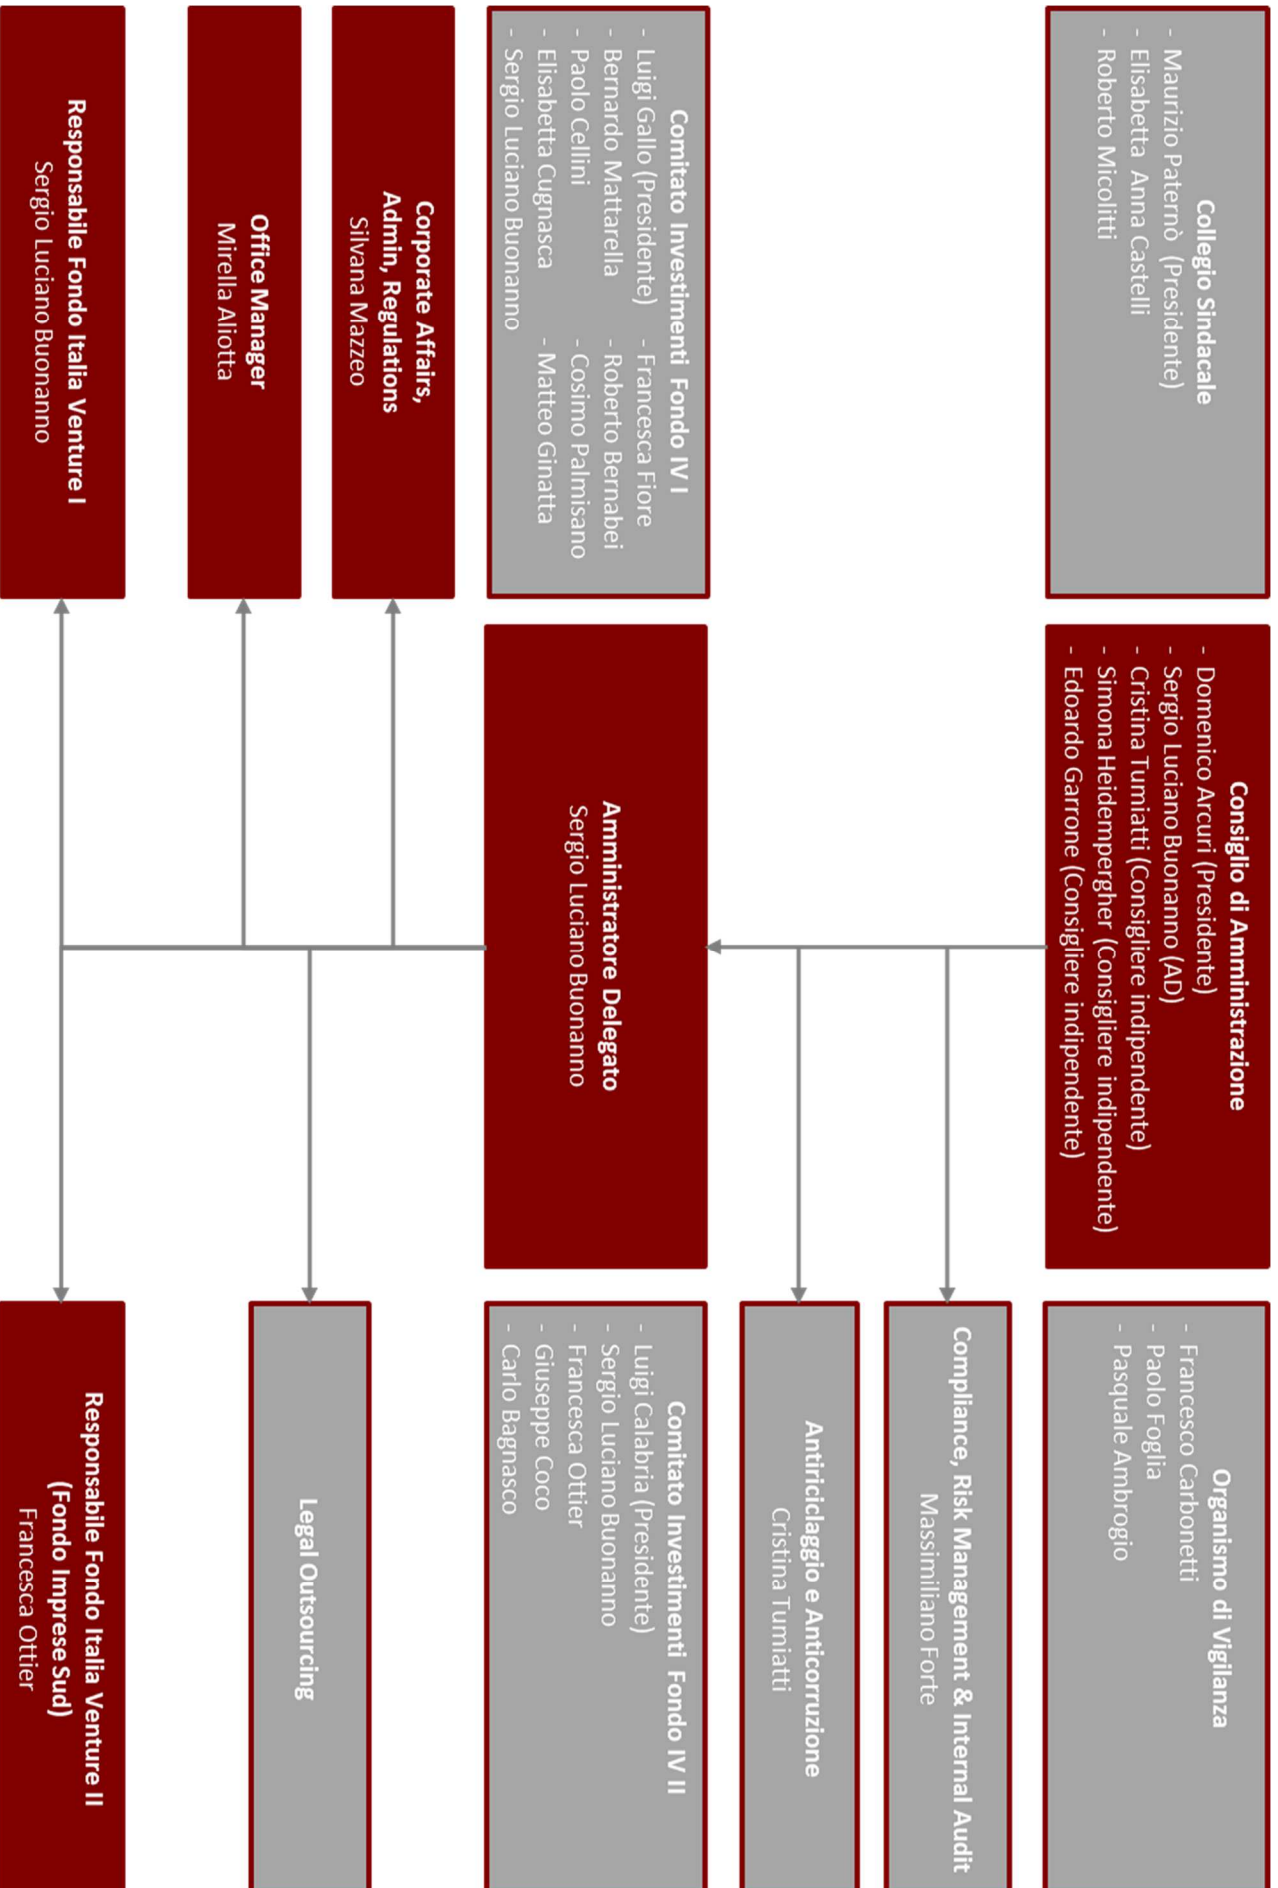 Collegio Sindacale
- Maurizio Paternò (Presidente)
- Elisabetta Anna Castelli
- Roberto Micolitti
Consiglio di Amministrazione
- Domenico Arcuri (Presidente)
- Sergio Luciano Buonanno (AD)
- Cristina Tumiatti (Consigliere indipendente)
- Simona Heidempergher (Consigliere indipendente)
- Edoardo Garrone (Consigliere indipendente)
Organismo di Vigilanza
- Francesco Carbonetti
- Paolo Foglia
- Pasquale Ambrogio
Compliance, Risk Management & Internal Audit
Massimiliano Forte
Antiriciclaggio e Anticorruzione
Cristina Tumiatti
Comitato Investimenti Fondo IV I
- Luigi Gallo (Presidente)
- Bernardo Mattarella
- Paolo Cellini
- Elisabetta Cugnasca
- Sergio Luciano Buonanno
- Francesca Fiore
- Roberto Bernabei
- Cosimo Palmisano
- Matteo Ginatta
Amministratore Delegato
Sergio Luciano Buonanno
Comitato Investimenti Fondo IV II
- Luigi Calabria (Presidente)
- Sergio Luciano Buonanno
- Francesca Ottier
- Giuseppe Coco
- Carlo Bagnasco
Corporate Affairs,
Admin, Regulations
Silvana Mazzeo
Legal Outsourcing
Office Manager
Mirella Aliotta
Responsabile Fondo Italia Venture I
Sergio Luciano Buonanno
Responsabile Fondo Italia Venture II
(Fondo Imprese Sud)
Francesca Ottier